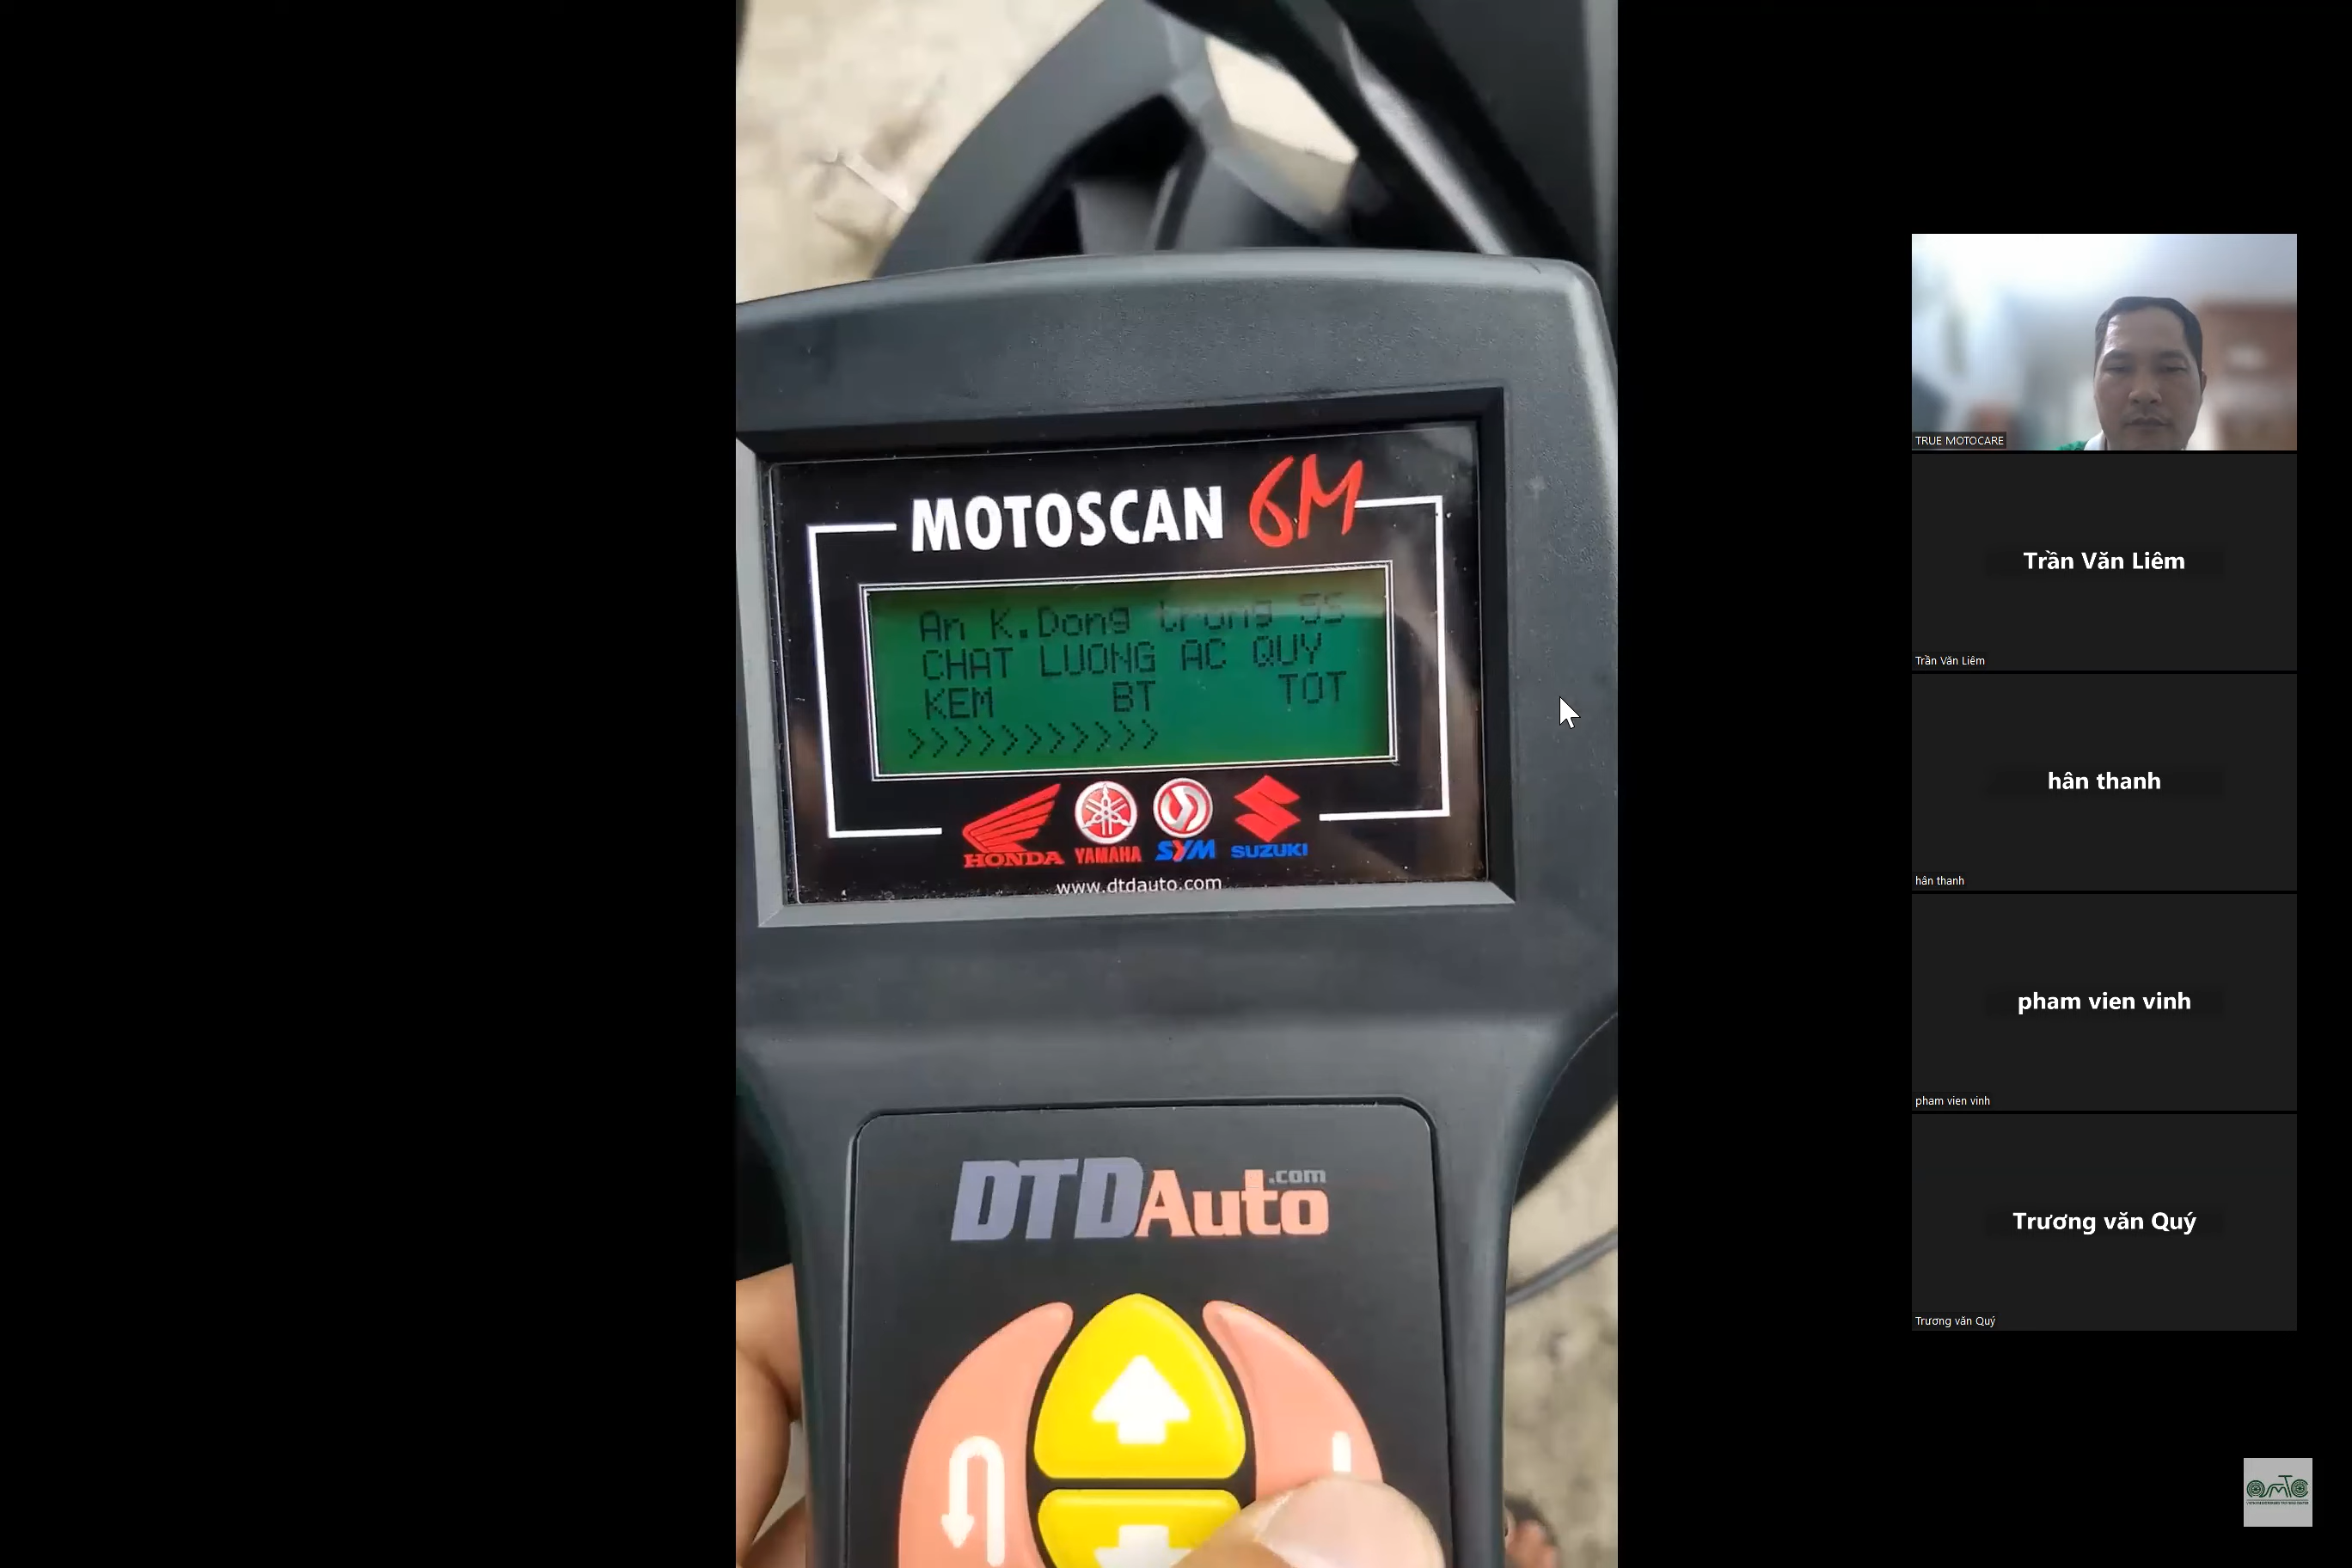 MOTOSCAN 6M
An K.Dong trong 5S
CHAT LUONG AC QUY
KEM BT TOT
>>>>>>>>>>>
HONDA YAMAHA SYM SUZUKI
www.dtdauto.com
DTDAuto.com
TRUE MOTOCARE
Trần Văn Liêm
Trần Văn Liêm
hân thanh
hân thanh
pham vien vinh
pham vien vinh
Trương văn Quý
Trương văn Quý